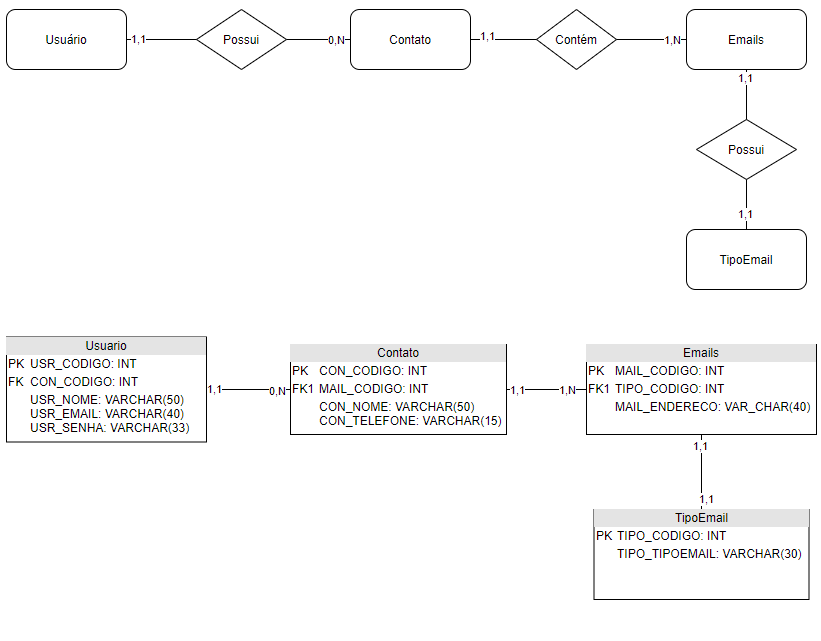 Usuário
1,1
Possui
0,N
Contato
1,1
Contém
1,N
Emails
1,1
Possui
1,1
TipoEmail
Usuario
PK USR_CODIGO: INT
FK CON_CODIGO: INT
USR_NOME: VARCHAR(50)
USR_EMAIL: VARCHAR(40)
USR_SENHA: VARCHAR(33)
1,1
0,N
Contato
PK CON_CODIGO: INT
FK1 MAIL_CODIGO: INT
CON_NOME: VARCHAR(50)
CON_TELEFONE: VARCHAR(15)
1,1
1,N
Emails
PK MAIL_CODIGO: INT
FK1 TIPO_CODIGO: INT
MAIL_ENDERECO: VAR_CHAR(40)
1,1
1,1
TipoEmail
PK TIPO_CODIGO: INT
TIPO_TIPOEMAIL: VARCHAR(30)